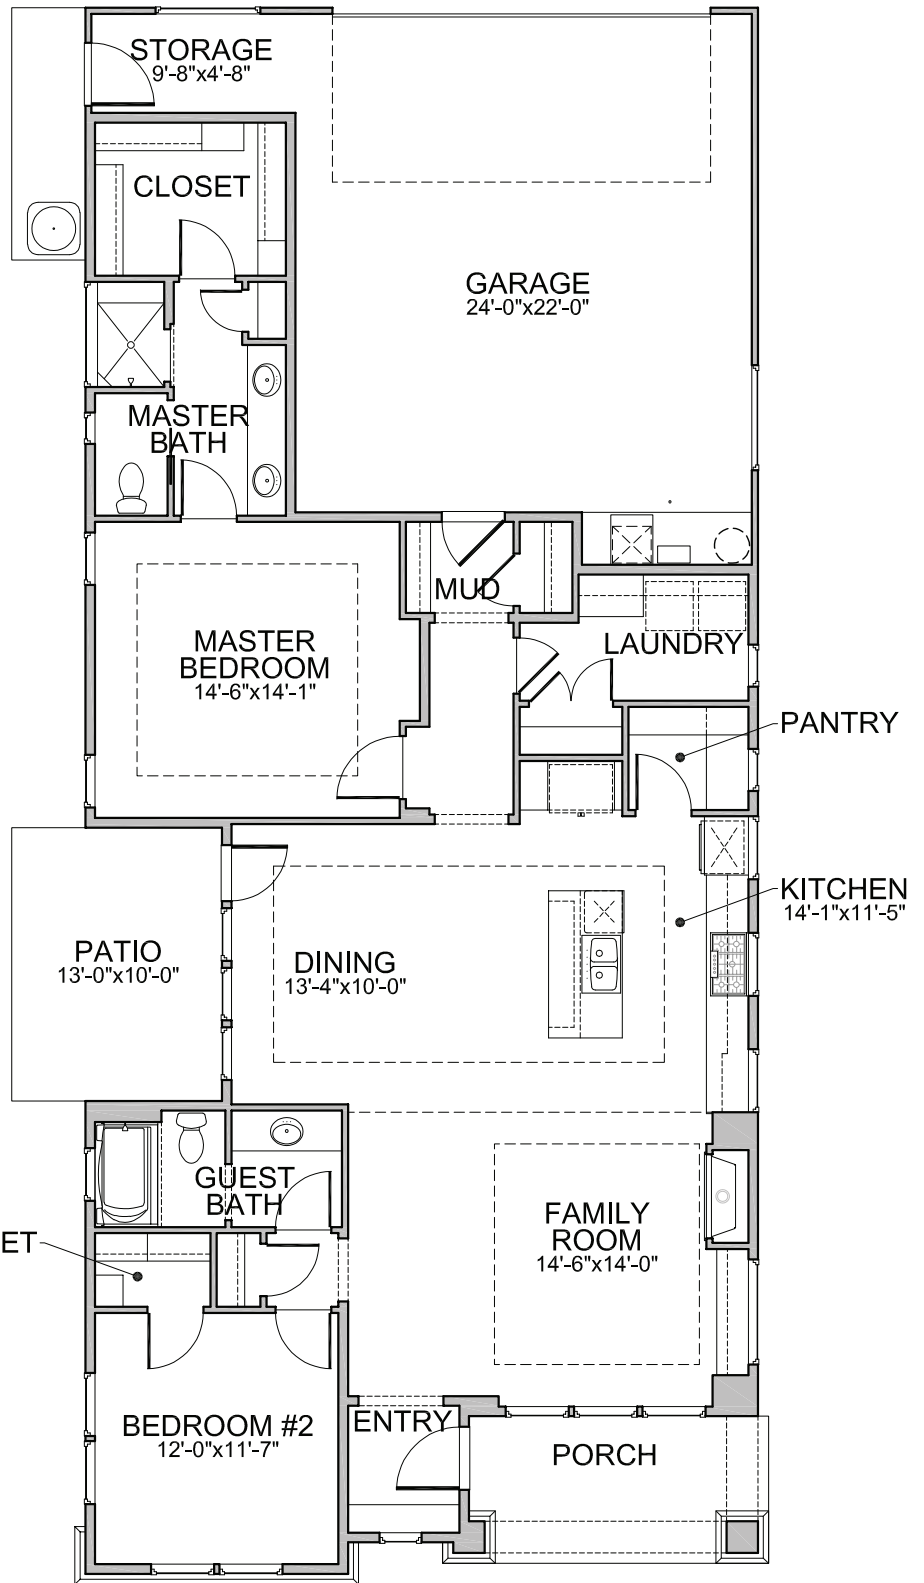 STORAGE
9'-8"x4'-8"
CLOSET
GARAGE
24'-0"x22'-0"
MASTER
BATH
MUD
MASTER
BEDROOM
14'-6"x14'-1"
LAUNDRY
PANTRY
KITCHEN
14'-1"x11'-5"
PATIO
13'-0"x10'-0"
DINING
13'-4"x10'-0"
GUEST
BATH
FAMILY
ROOM
14'-6"x14'-0"
ET
BEDROOM #2
12'-0"x11'-7"
ENTRY
PORCH